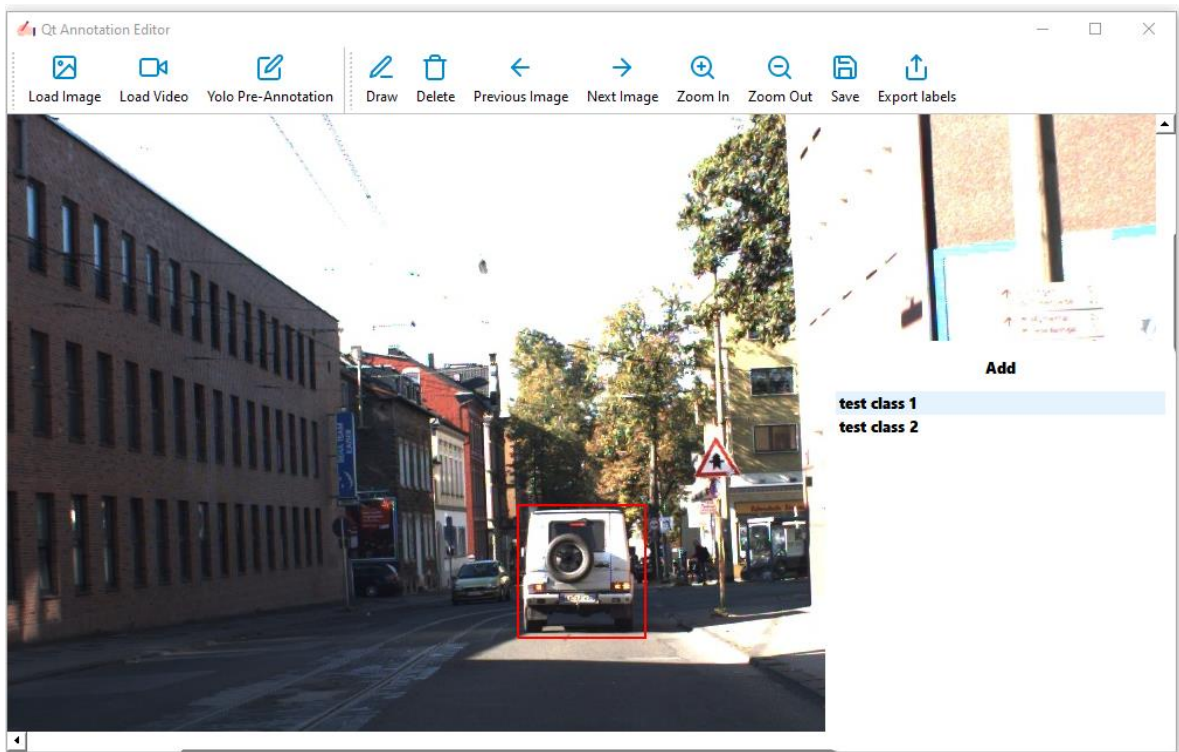 Qt Annotation Editor
Load Image Load Video Yolo Pre-Annotation Draw Delete Previous Image Next Image Zoom In Zoom Out Save Export labels
Add
test class 1
test class 2